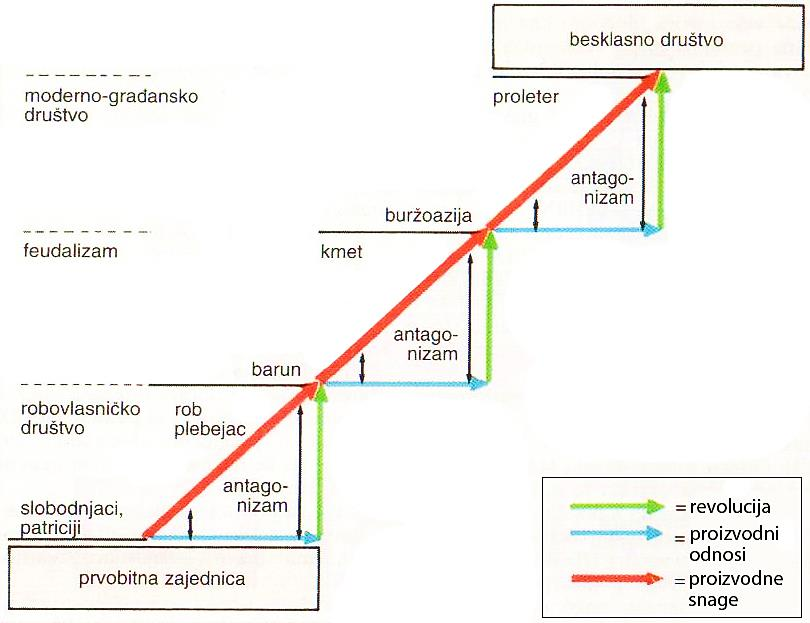 besklasno društvo
moderno-građansko
društvo
proleter
antago-
nizam
buržoazija
feudalizam
kmet
antago-
nizam
barun
robovlasničko
društvo
rob
plebejac
antago-
nizam
slobodnjaci,
patriciji
prvobitna zajednica
= revolucija
= proizvodni
odnosi
= proizvodne
snage